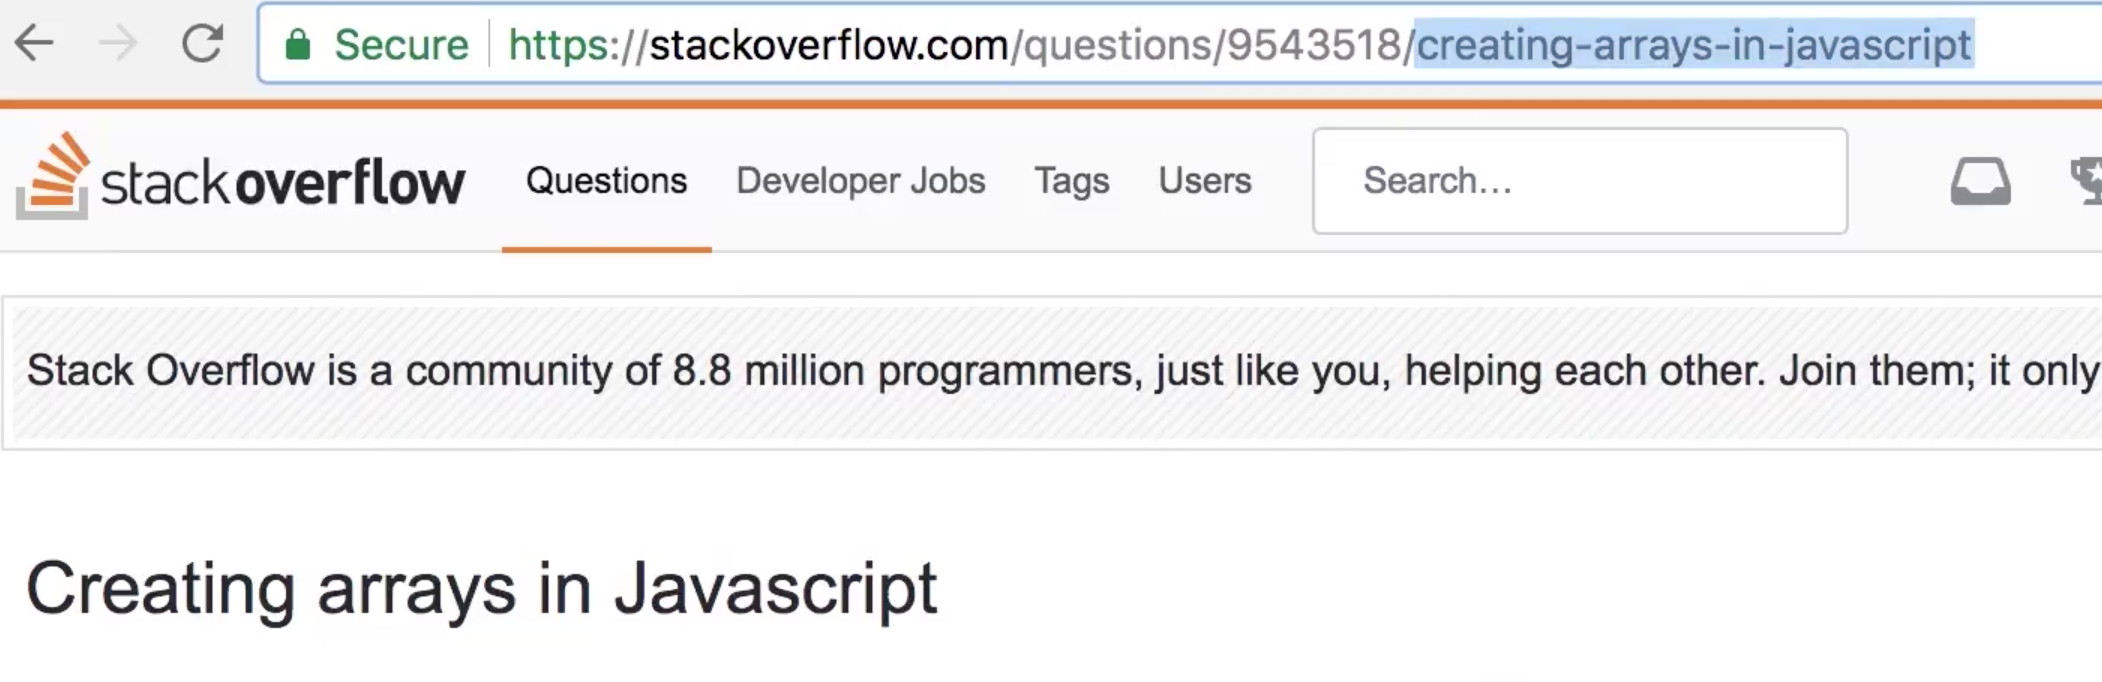 Secure https://stackoverflow.com/questions/9543518/creating-arrays-in-javascript
stackoverflow Questions Developer Jobs Tags Users Search...
Stack Overflow is a community of 8.8 million programmers, just like you, helping each other. Join them; it only
Creating arrays in Javascript